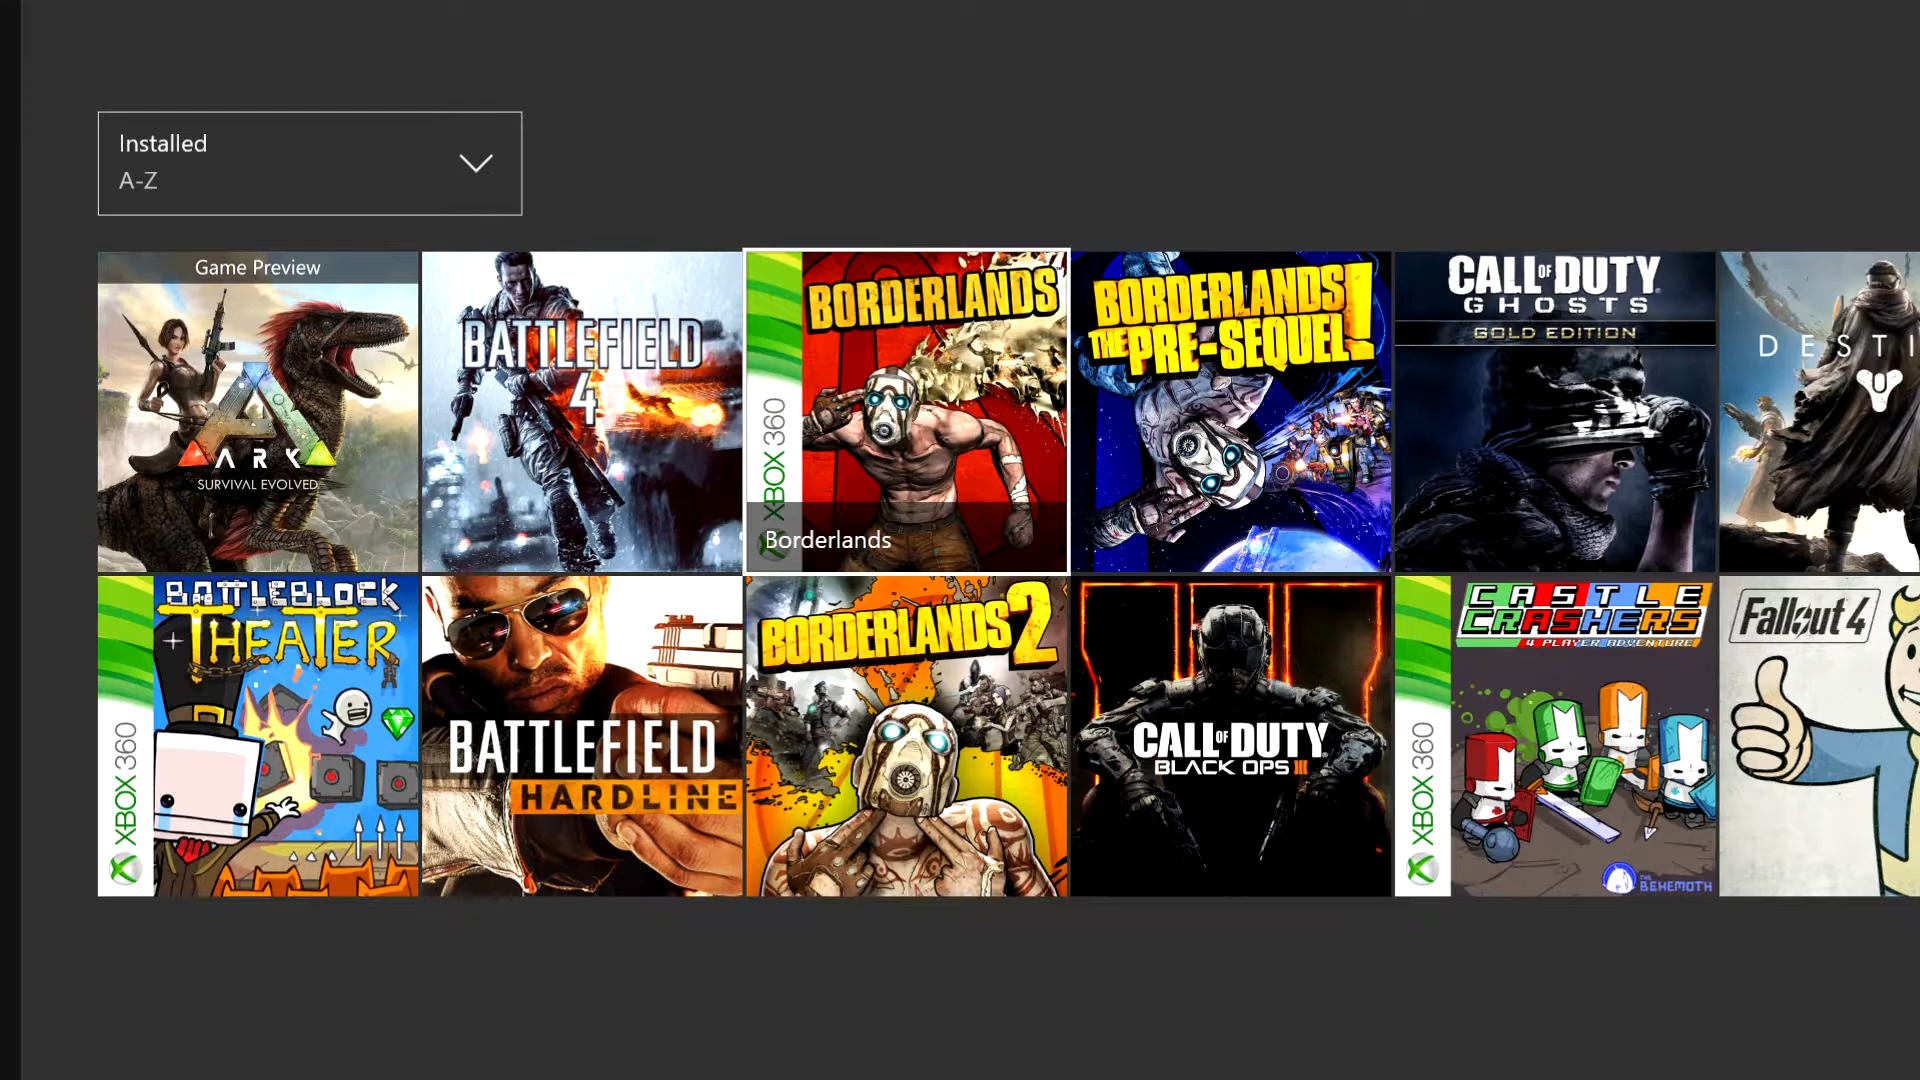 Installed
A-Z
Game Preview
ARK
SURVIVAL EVOLVED
BATTLEFIELD
4
XBOX 360
BORDERLANDS
Borderlands
BORDERLANDS
THE PRE-SEQUEL!
CALL OF DUTY
GHOSTS
GOLD EDITION
DESTI
XBOX 360
BATTLEBLOCK
THEATER
BATTLEFIELD
HARDLINE
BORDERLANDS 2
CALL OF DUTY
BLACK OPS III
XBOX 360
CASTLE
CRASHERS
4 PLAYER ADVENTURE
THE
BEHEMOTH
Fallout 4